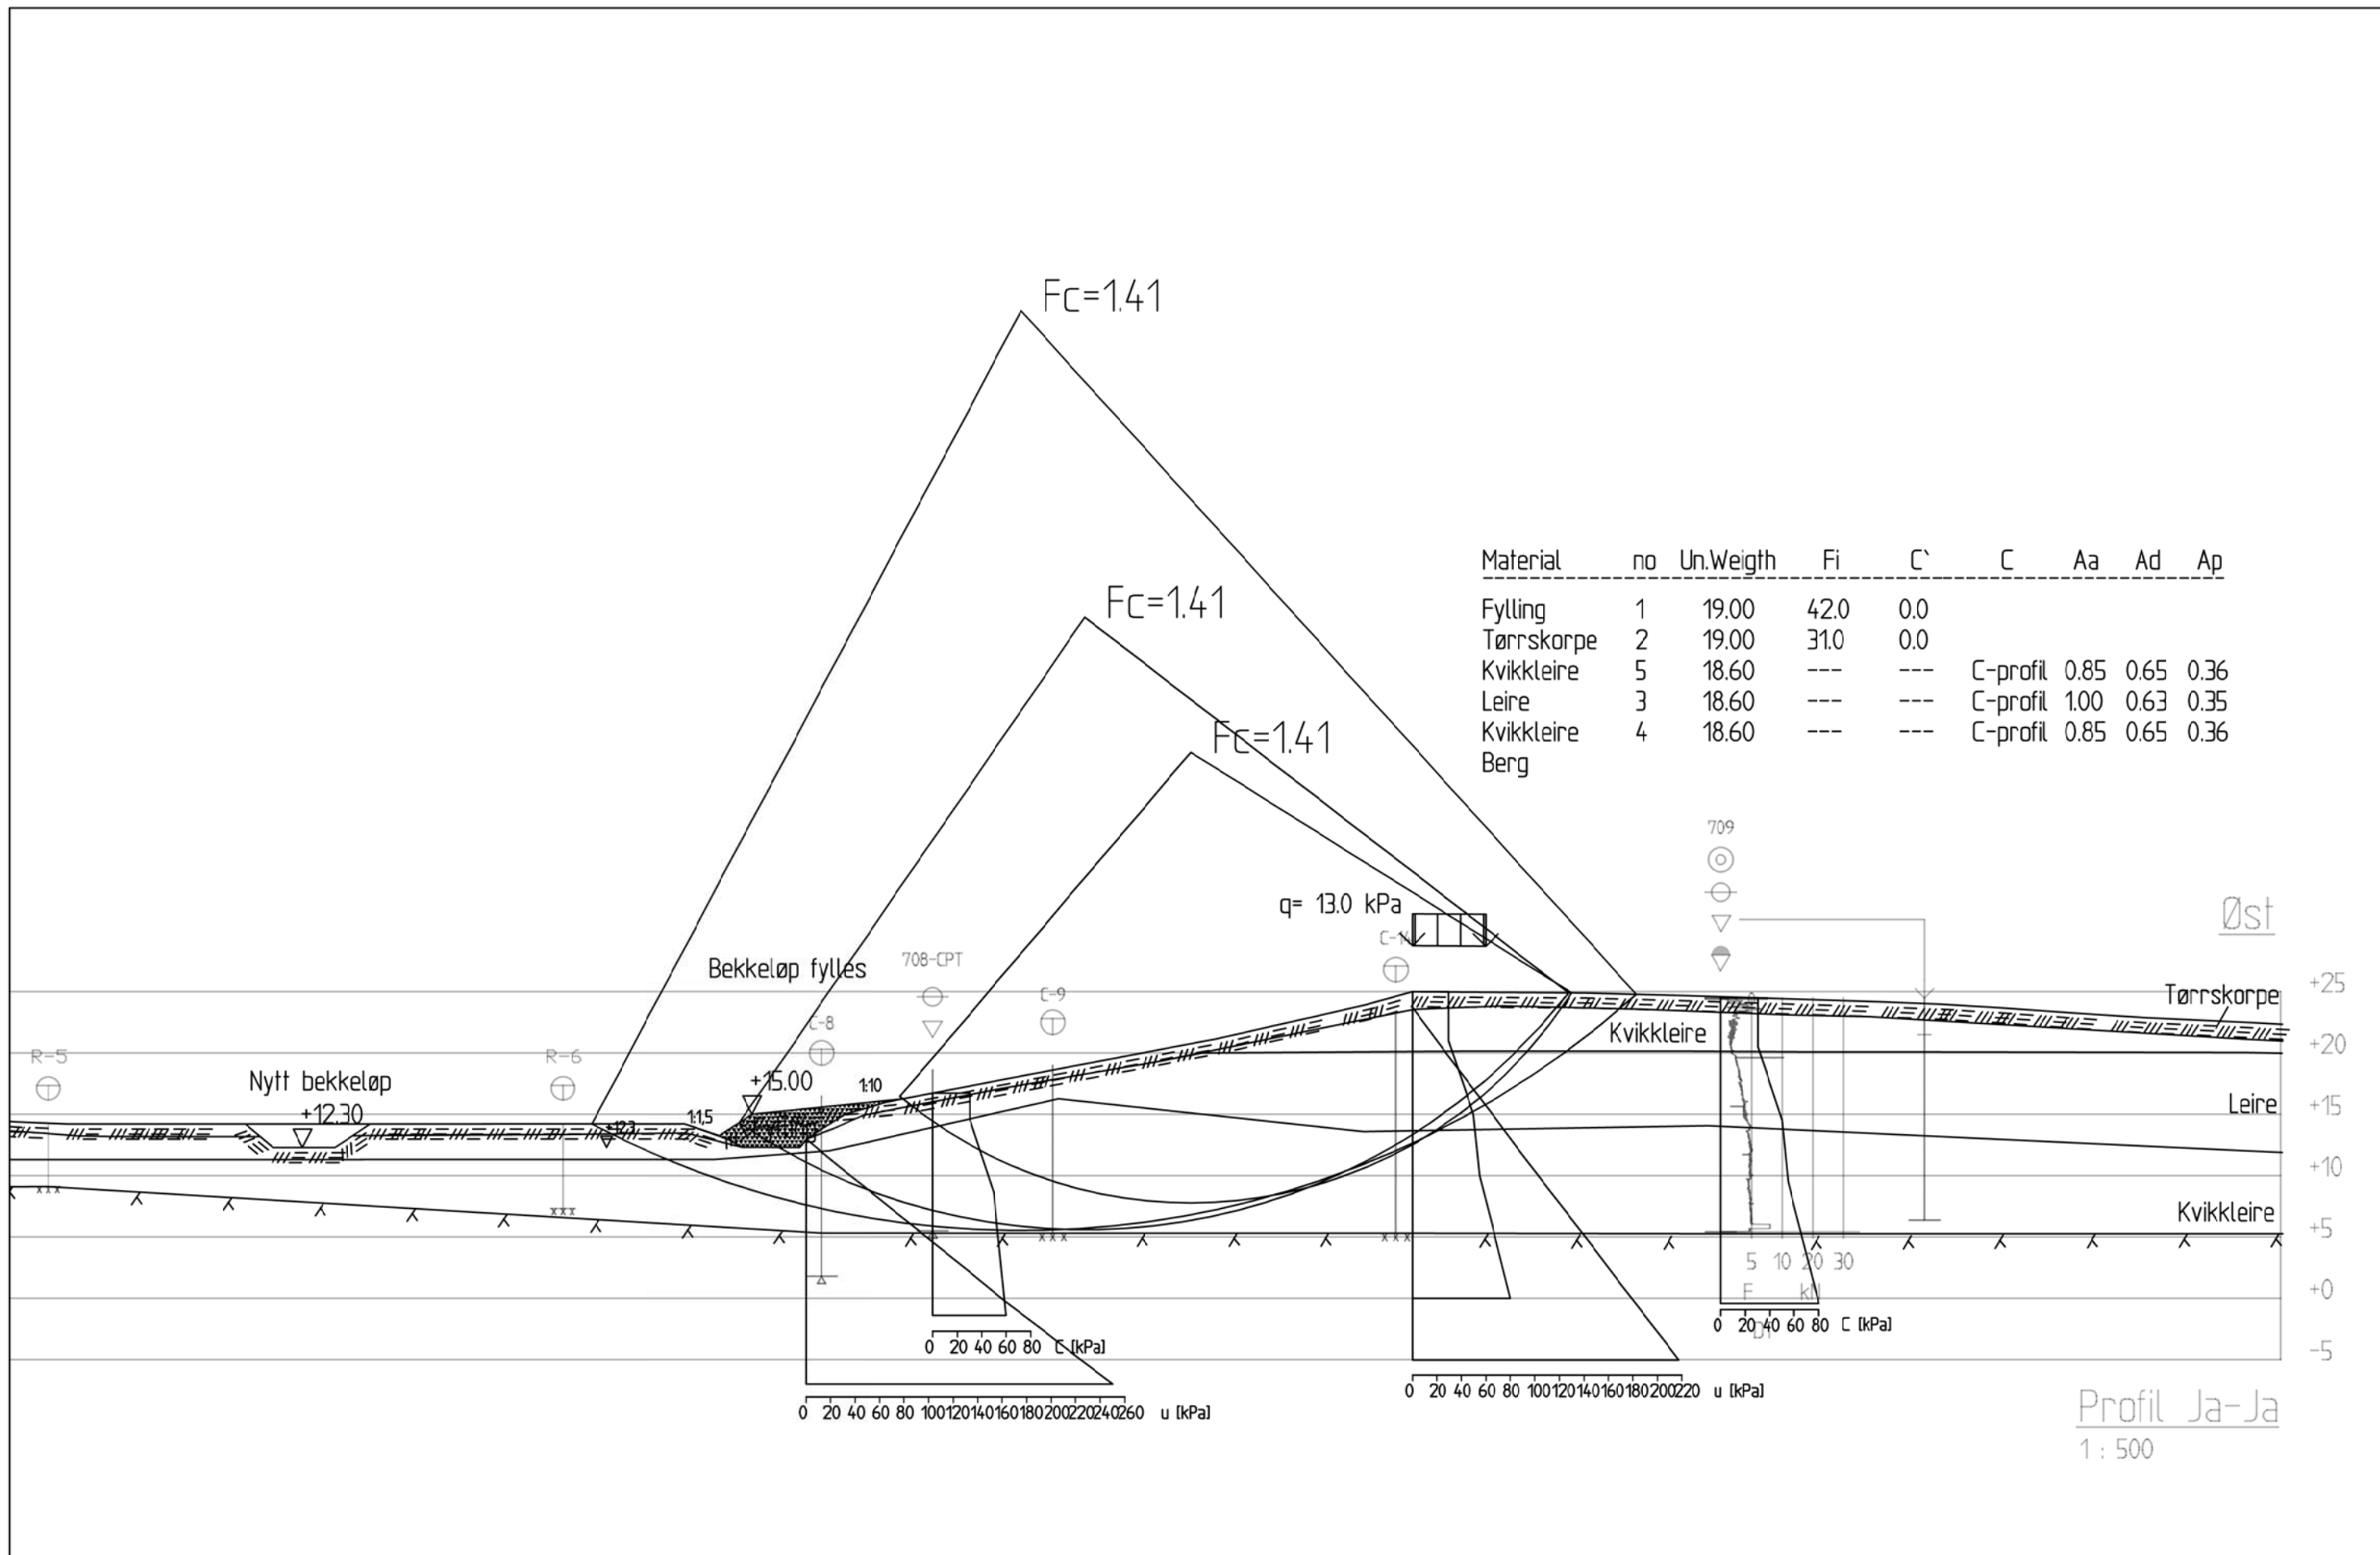 Fc=1.41
Fc=1.41
Fc=1.41
Material no Un.Weigth Fi C` C Aa Ad Ap
Fylling 1 19.00 42.0 0.0
Tørrskorpe 2 19.00 31.0 0.0
Kvikkleire 5 18.60 --- --- C-profil 0.85 0.65 0.36
Leire 3 18.60 --- --- C-profil 1.00 0.63 0.35
Kvikkleire 4 18.60 --- --- C-profil 0.85 0.65 0.36
Berg
709
q= 13.0 kPa
C-14
Øst
Bekkeløp fylles
708-CPT
C-9
C-8
+25
Tørrskorpe
Kvikkleire
+20
R-5
R-6
Nytt bekkeløp
+12.30
+15.00
1:10
1:1,5
+12.3
Leire
+15
+10
Kvikkleire
+5
5 10 20 30
F
+0
0 20 40 60 80 C [kPa]
0 20 40 60 80 C [kPa]
-5
0 20 40 60 80 100 120 140 160 180 200 220 u [kPa]
0 20 40 60 80 100 120 140 160 180 200 220 240 260 u [kPa]
Profil Ja-Ja
1 : 500